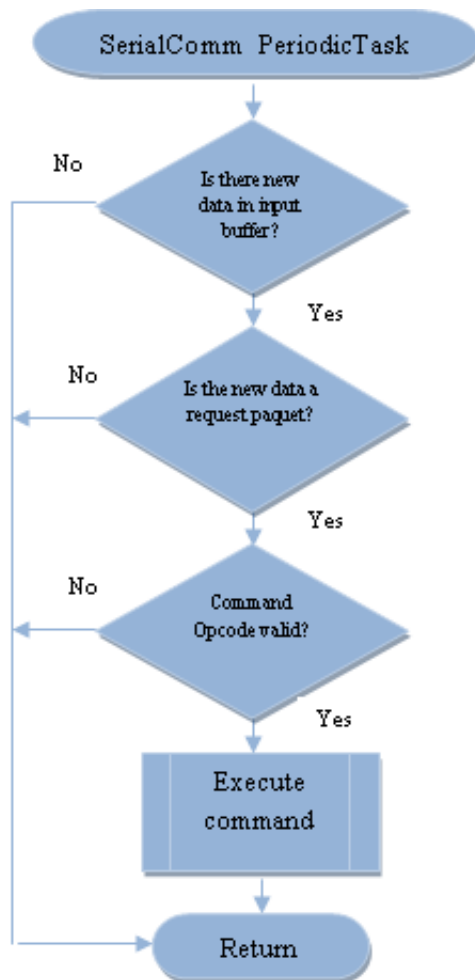 SerialComm PeriodicTask
No
Is there new
data in input
buffer?
Yes
No
Is the new data a
request paquet?
Yes
No
Command
Opcode valid?
Yes
Execute
command
Return